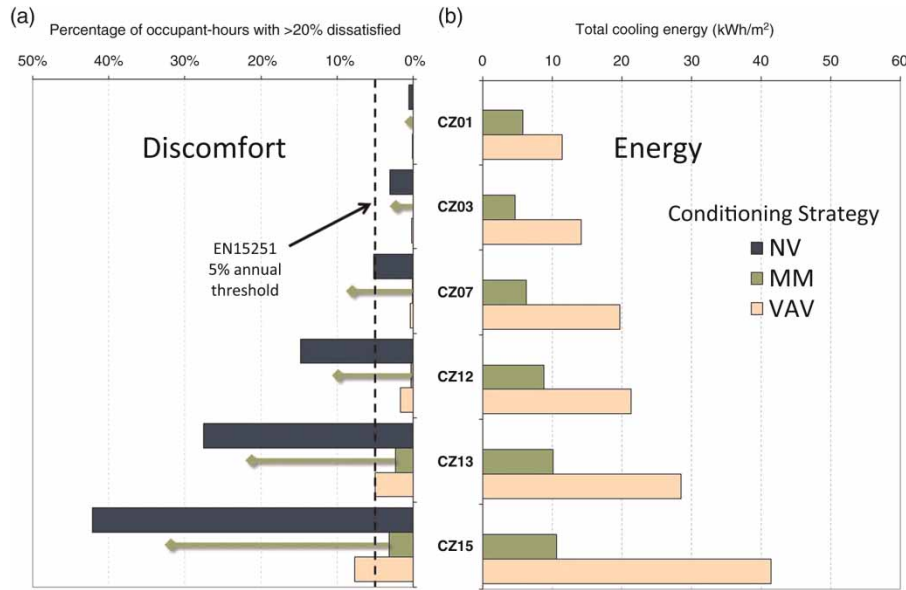 (a)
Percentage of occupant-hours with >20% dissatisfied
50% 40% 30% 20% 10% 0%
Discomfort
EN15251
5% annual
threshold
(b)
Total cooling energy (kWh/m²)
0 10 20 30 40 50 60
CZ01
CZ03
CZ07
CZ12
CZ13
CZ15
Energy
Conditioning Strategy
NV
MM
VAV